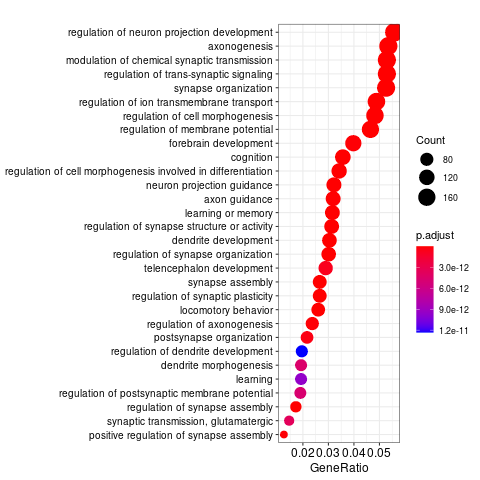 regulation of neuron projection development
axonogenesis
modulation of chemical synaptic transmission
regulation of trans-synaptic signaling
synapse organization
regulation of ion transmembrane transport
regulation of cell morphogenesis
regulation of membrane potential
forebrain development
cognition
regulation of cell morphogenesis involved in differentiation
neuron projection guidance
axon guidance
learning or memory
regulation of synapse structure or activity
dendrite development
regulation of synapse organization
telencephalon development
synapse assembly
regulation of synaptic plasticity
locomotory behavior
regulation of axonogenesis
postsynapse organization
regulation of dendrite development
dendrite morphogenesis
learning
regulation of postsynaptic membrane potential
regulation of synapse assembly
synaptic transmission, glutamatergic
positive regulation of synapse assembly
0.02 0.03 0.04 0.05
GeneRatio
Count
80
120
160
p.adjust
3.0e-12
6.0e-12
9.0e-12
1.2e-11